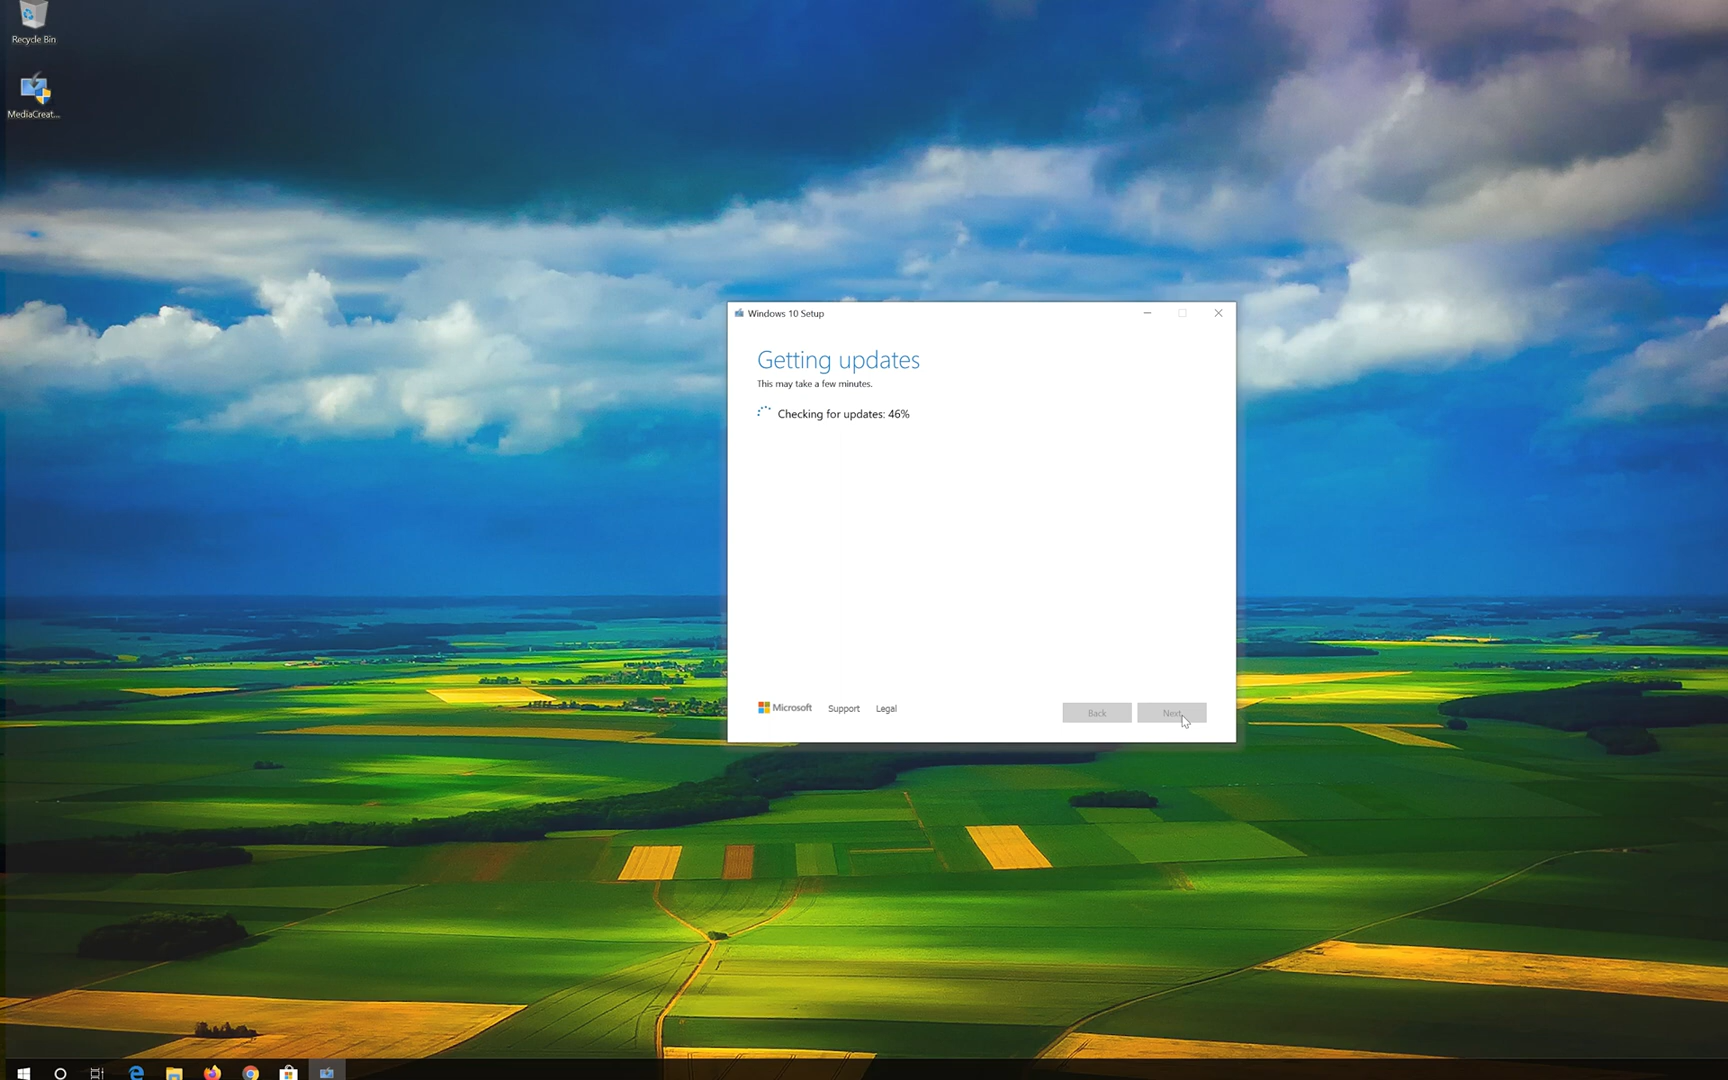 Recycle Bin
MediaCreat...
Windows 10 Setup
Getting updates
This may take a few minutes.
Checking for updates: 46%
Microsoft Support Legal
Back Next